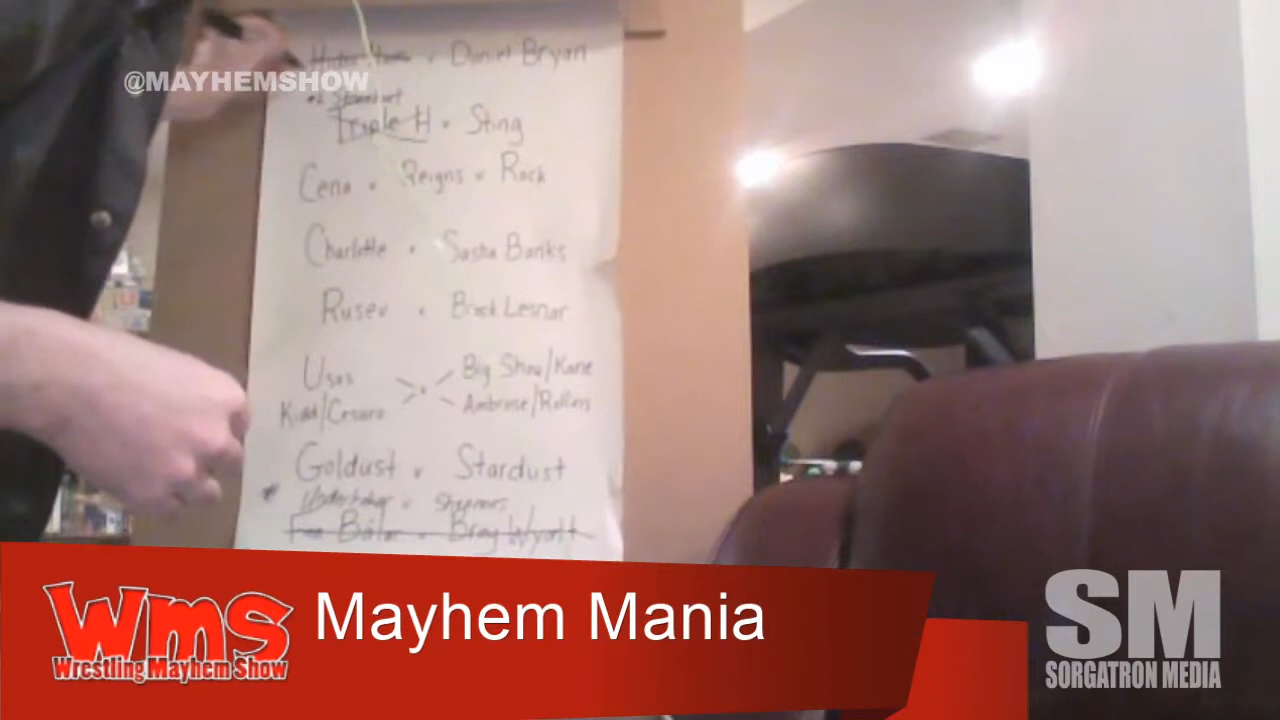 Daniel Bryan
@MAYHEMSHOW
Triple H v Sting
Cena v Reigns v Rock
Charlotte v Sasha Banks
Rusev v Brock Lesnar
Usos Big Show/Kane
Kidd/Cesaro v Ambrose/Rollins
Goldust v Stardust
Undertaker v
Balor v Bray Wyatt
WMS
Wrestling Mayhem Show
Mayhem Mania
SM
SORGATRON MEDIA